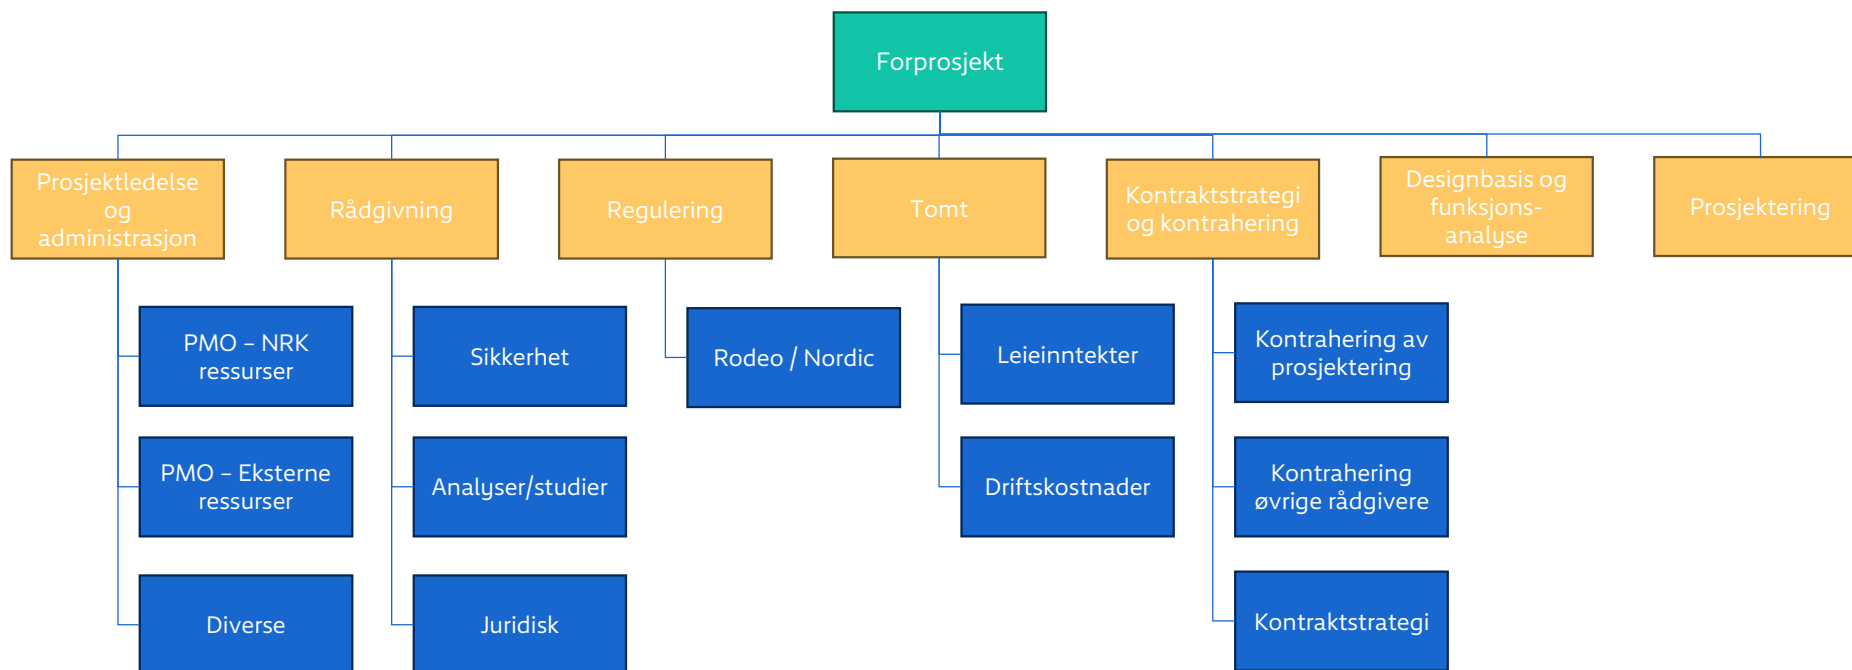 Forprosjekt
Prosjektledelse
og
administrasjon
Rådgivning
Regulering
Tomt
Kontraktstrategi
og kontrahering
Designbasis og
funksjons-
analyse
Prosjektering
PMO – NRK
ressurser
Sikkerhet
Rodeo / Nordic
Leieinntekter
Kontrahering av
prosjektering
PMO – Eksterne
ressurser
Analyser/studier
Driftskostnader
Kontrahering
øvrige rådgivere
Diverse
Juridisk
Kontraktstrategi